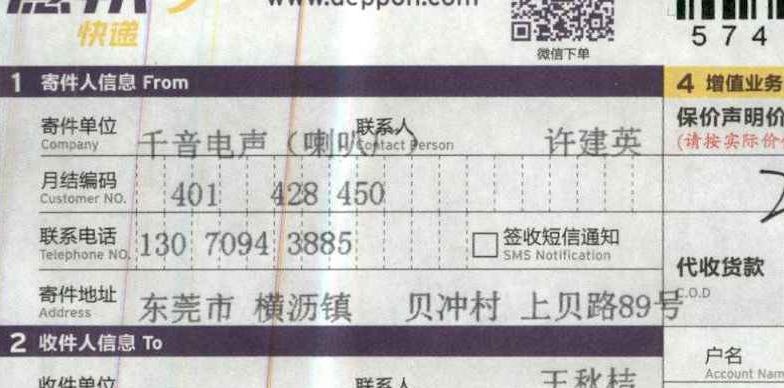 www.deppon.com
快递
微信下单
574
1 寄件人信息 From
4 增值业务
寄件单位 千音电声（喇叭） 联系人 许建英
Company Contact Person
保价声明价
(请按实际价
月结编码 401 428 450
Customer NO.
联系电话 130 7094 3885 签收短信通知
Telephone NO. SMS Notification
代收货款
C.O.D
寄件地址 东莞市 横沥镇 贝冲村 上贝路89号
Address
2 收件人信息 To
户名
Account Nam
收件单位 联系人 王秋桔